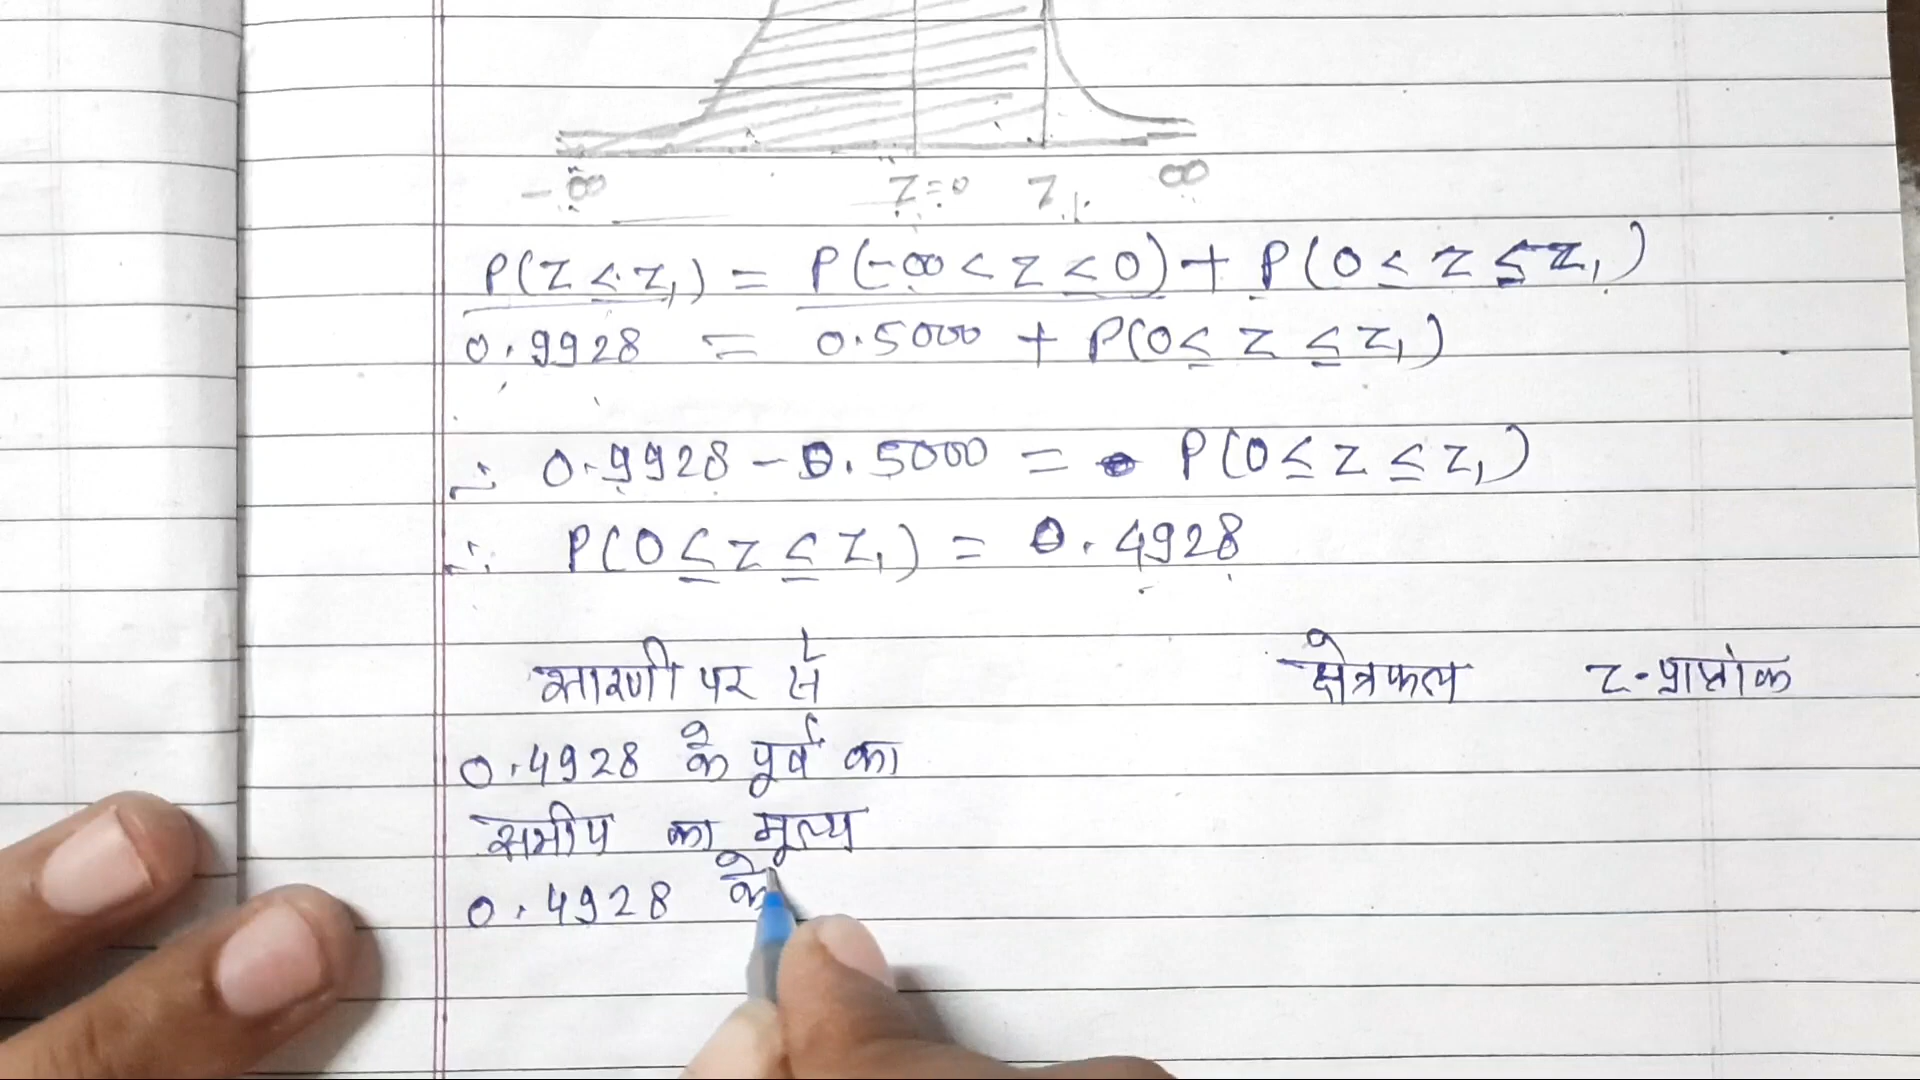 -∞ Z=0 Z₁ ∞
P(Z<z₁) = P(-∞<z<0) + P(0≤z≤z₁)
0.9928 = 0.5000 + P(0≤z≤z₁)
∴ 0.9928 - 0.5000 = P(0≤z≤z₁)
∴ P(0≤z≤z₁) = 0.4928
सारणी पर से क्षेत्रफल z-प्राप्तांक
0.4928 के पूर्व का
समीप का मूल्य
0.4928 के